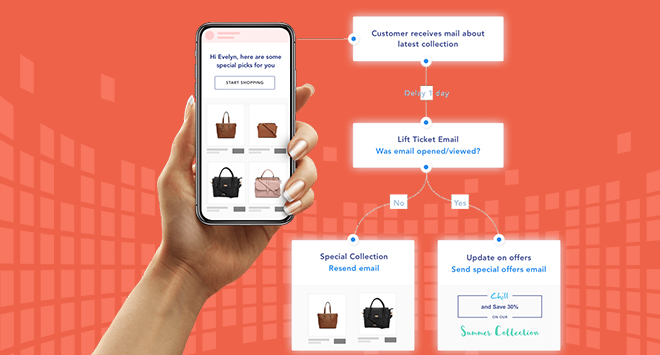 Hi Evelyn, here are some
special picks for you
START SHOPPING
Customer receives mail about
latest collection
Delay 1 day
Lift Ticket Email
Was email opened/viewed?
No
Yes
Special Collection
Resend email
Update on offers
Send special offers email
Chill
and Save 30%
ON OUR
Summer Collection